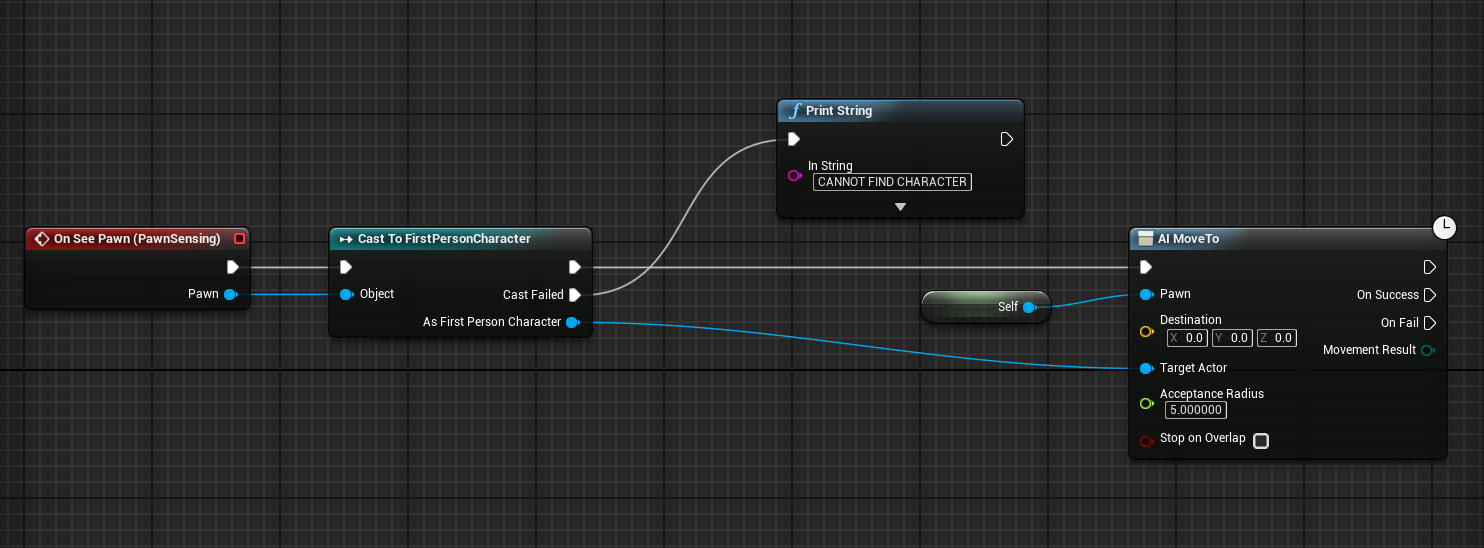 Print String
In String
CANNOT FIND CHARACTER
On See Pawn (PawnSensing)
Pawn
Cast To FirstPersonCharacter
Object
Cast Failed
As First Person Character
Self
AI MoveTo
Pawn
On Success
Destination
X 0.0 Y 0.0 Z 0.0
On Fail
Movement Result
Target Actor
Acceptance Radius
5.000000
Stop on Overlap